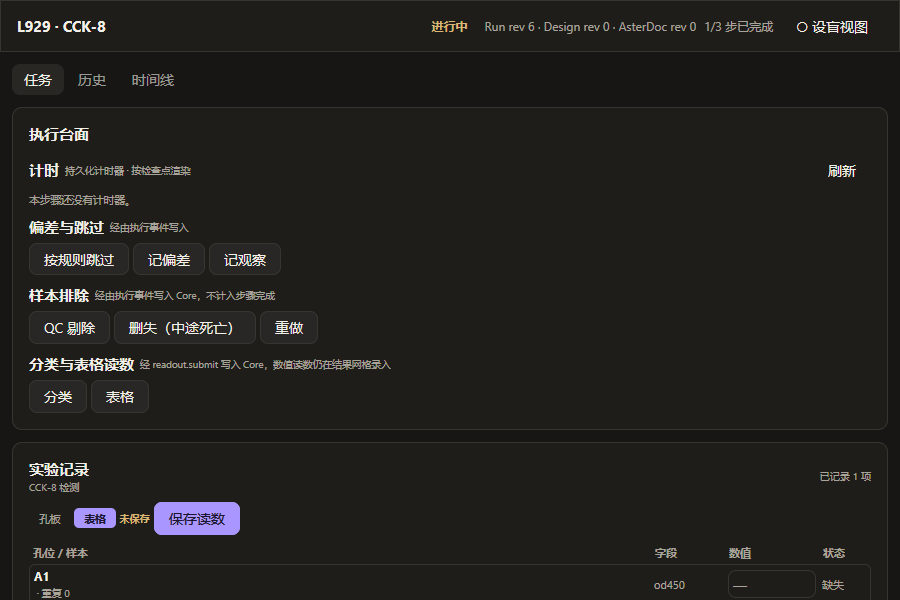 L929 · CCK-8
进行中 Run rev 6 · Design rev 0 · AsterDoc rev 0 1/3 步已完成 设盲视图
任务 历史 时间线
执行台面
计时 持久化计时器 · 按检查点渲染 刷新
本步骤还没有计时器。
偏差与跳过 经由执行事件写入
按规则跳过 记偏差 记观察
样本排除 经由执行事件写入 Core，不计入步骤完成
QC 剔除 删失（中途死亡） 重做
分类与表格读数 经 readout.submit 写入 Core，数值读数仍在结果网格录入
分类 表格
实验记录 已记录 1 项
CCK-8 检测
孔板 表格 未保存 保存读数
孔位 / 样本 字段 数值 状态
A1
· 重复 0 od450 — 缺失